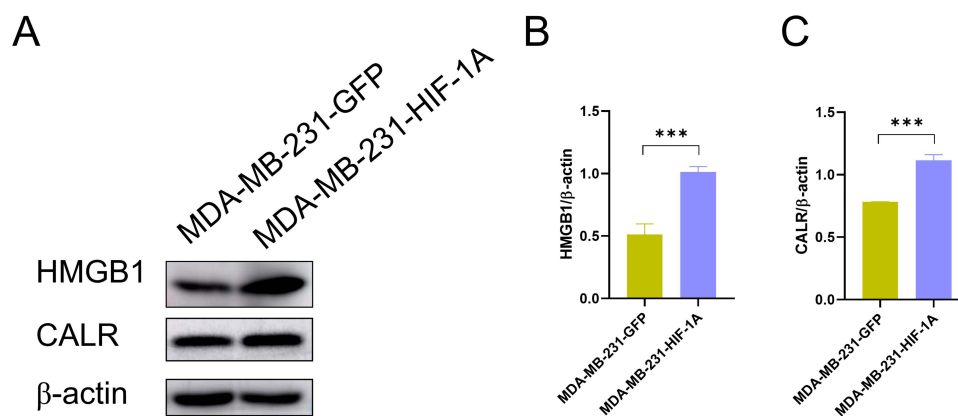 A
MDA-MB-231-GFP
MDA-MB-231-HIF-1A
HMGB1
CALR
β-actin
B
HMGB1/β-actin
1.5
1.0
0.5
0.0
***
MDA-MB-231-GFP
MDA-MB-231-HIF-1A
C
CALR/β-actin
1.5
1.0
0.5
0.0
***
MDA-MB-231-GFP
MDA-MB-231-HIF-1A